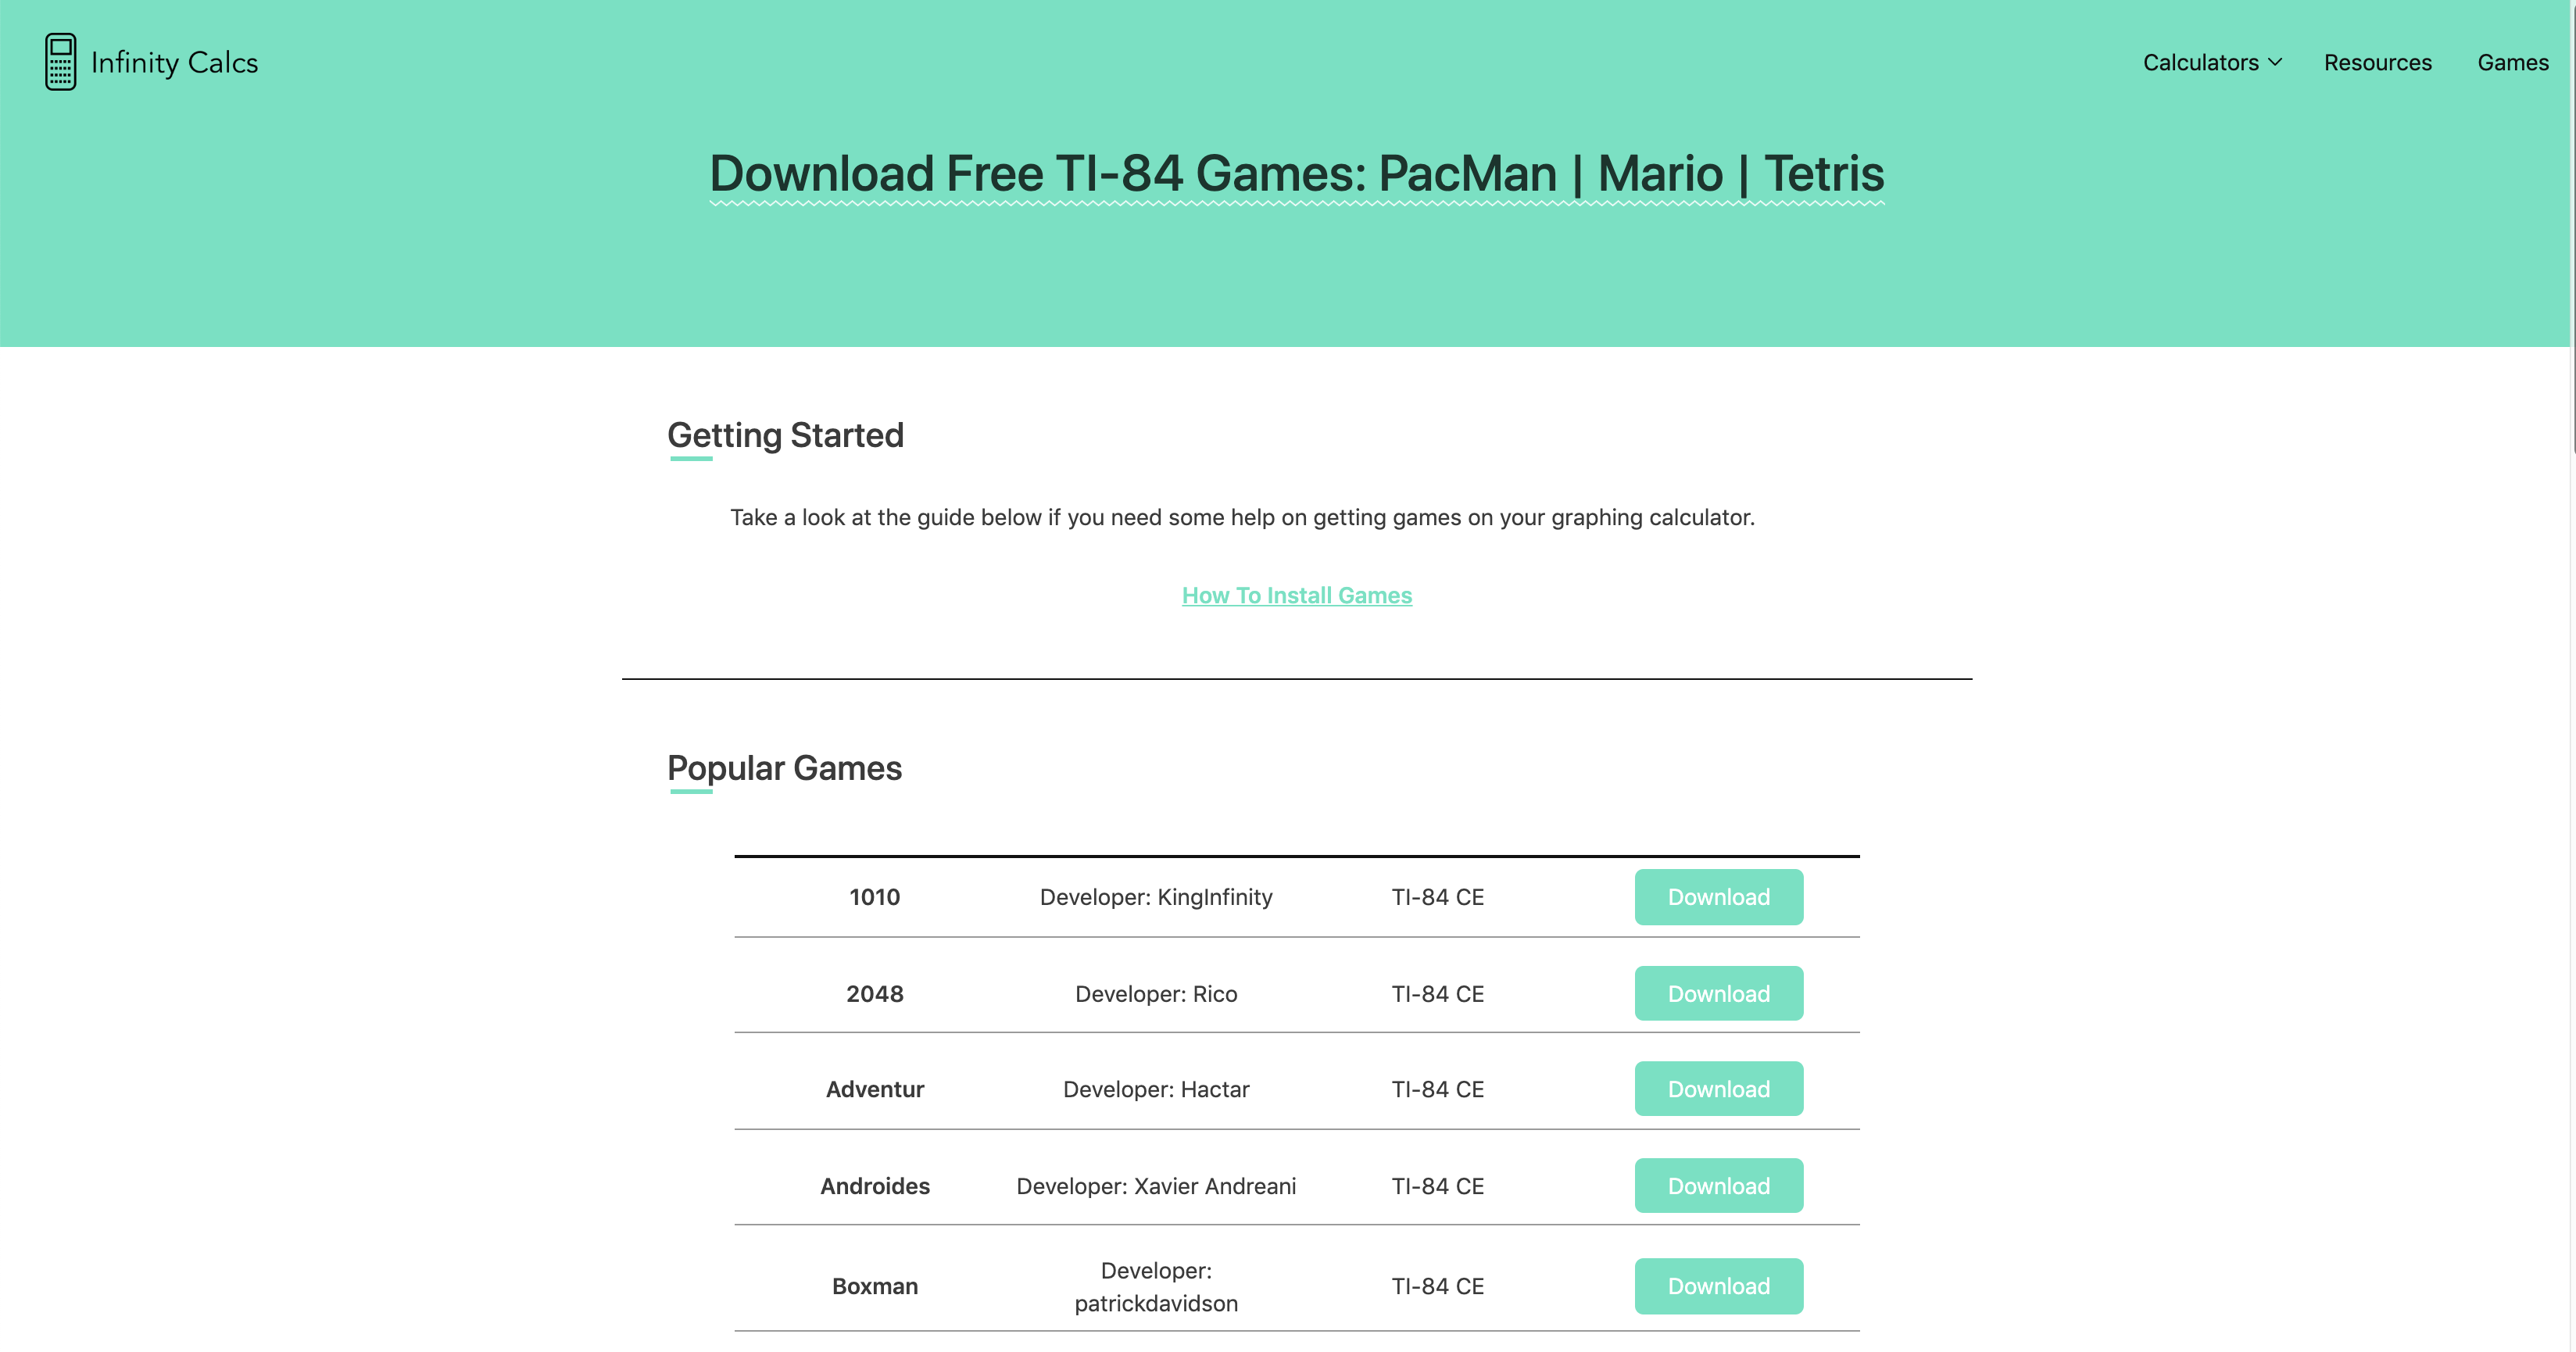 Infinity Calcs
Calculators
Resources
Games
Download Free TI-84 Games: PacMan | Mario | Tetris
Getting Started
Take a look at the guide below if you need some help on getting games on your graphing calculator.
How To Install Games
Popular Games
1010 Developer: KingInfinity TI-84 CE Download
2048 Developer: Rico TI-84 CE Download
Adventur Developer: Hactar TI-84 CE Download
Androides Developer: Xavier Andreani TI-84 CE Download
Boxman Developer: patrickdavidson TI-84 CE Download